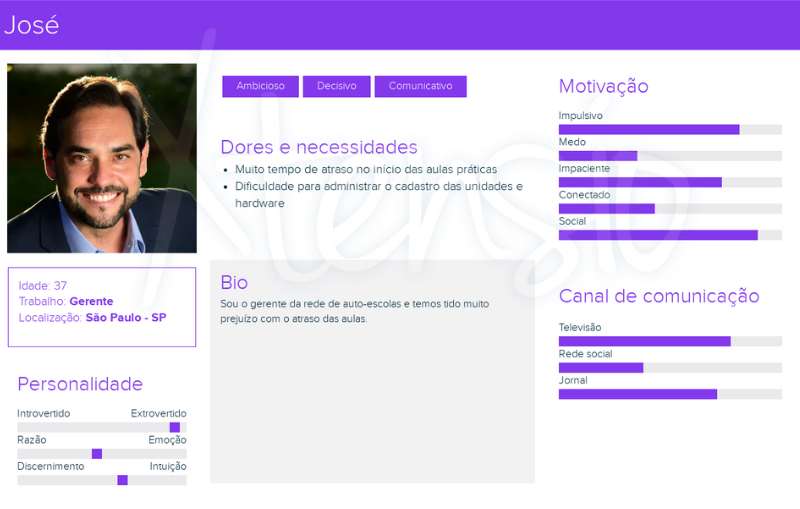 José
Ambicioso
Decisivo
Comunicativo
Dores e necessidades
Muito tempo de atraso no início das aulas práticas
Dificuldade para administrar o cadastro das unidades e
hardware
Idade: 37
Trabalho: Gerente
Localização: São Paulo - SP
Bio
Sou o gerente da rede de auto-escolas e temos tido muito
prejuízo com o atraso das aulas.
Personalidade
Introvertido Extrovertido
Razão Emoção
Discernimento Intuição
Motivação
Impulsivo
Medo
Impaciente
Conectado
Social
Canal de comunicação
Televisão
Rede social
Jornal
Xtensio